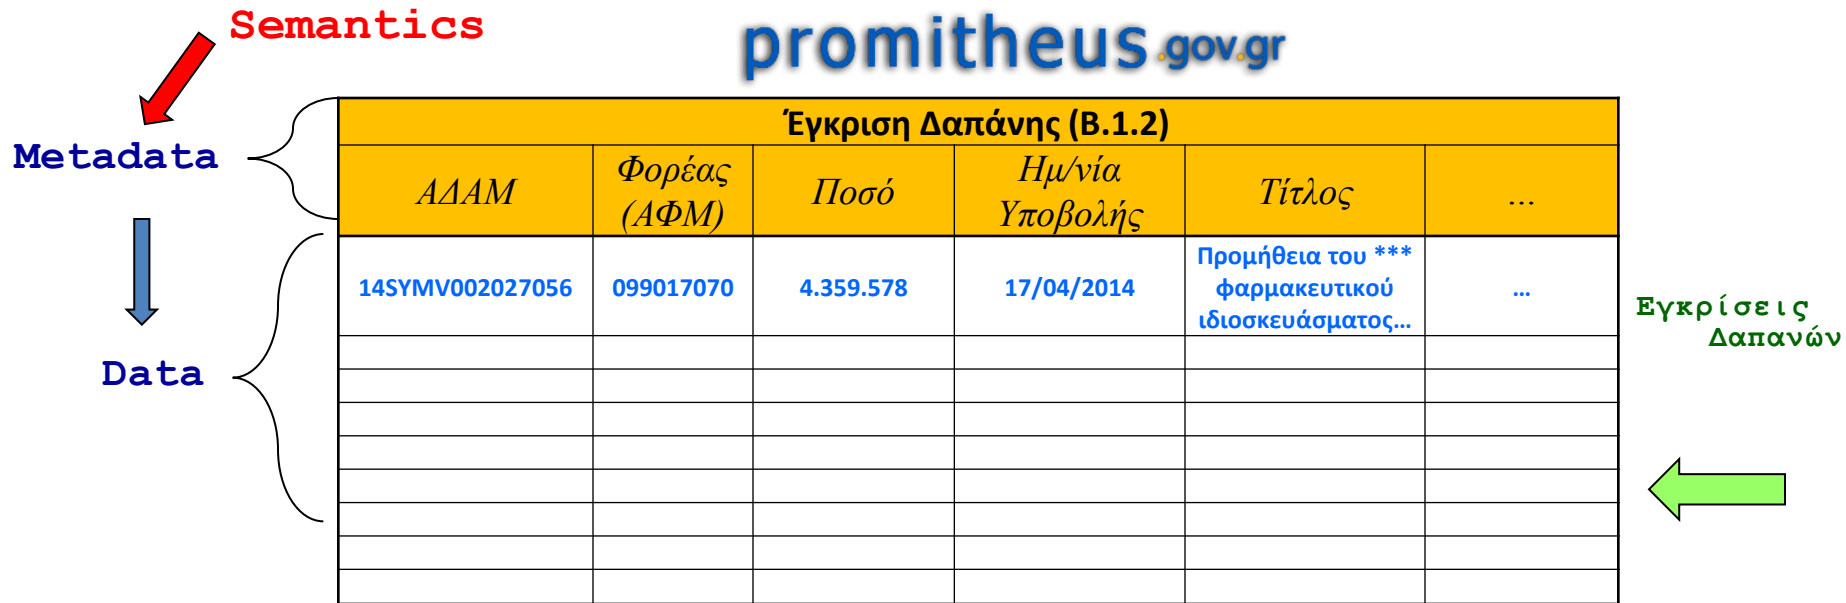 Semantics
promitheus.gov.gr
Metadata
Έγκριση Δαπάνης (Β.1.2)
ΑΔΑΜ
Φορέας
(ΑΦΜ)
Ποσό
Ημ/νία
Υποβολής
Τίτλος
...
14SYMV002027056
099017070
4.359.578
17/04/2014
Προμήθεια του ***
φαρμακευτικού
ιδιοσκευάσματος...
...
Data
Εγκρίσεις
Δαπανών